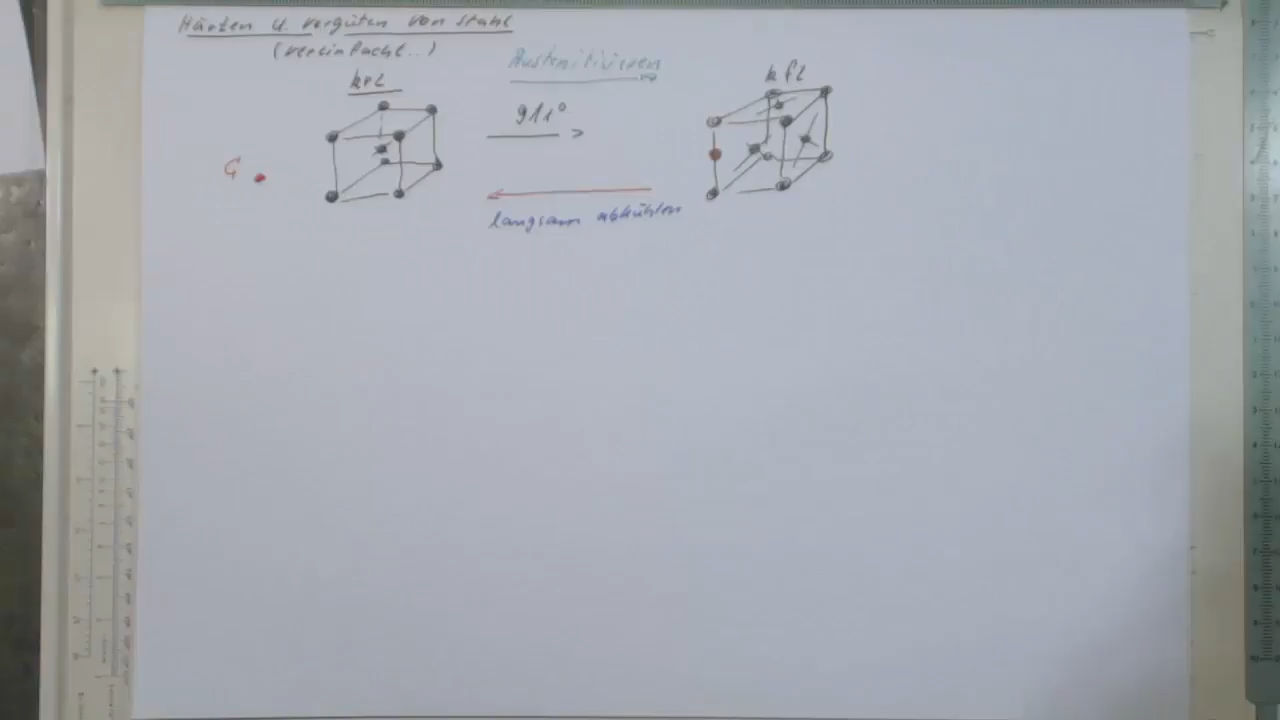 Härten u. vergüten von Stahl
(vereinfacht..)
krz
Austenitisieren
kfz
911°
C
langsam abkühlen